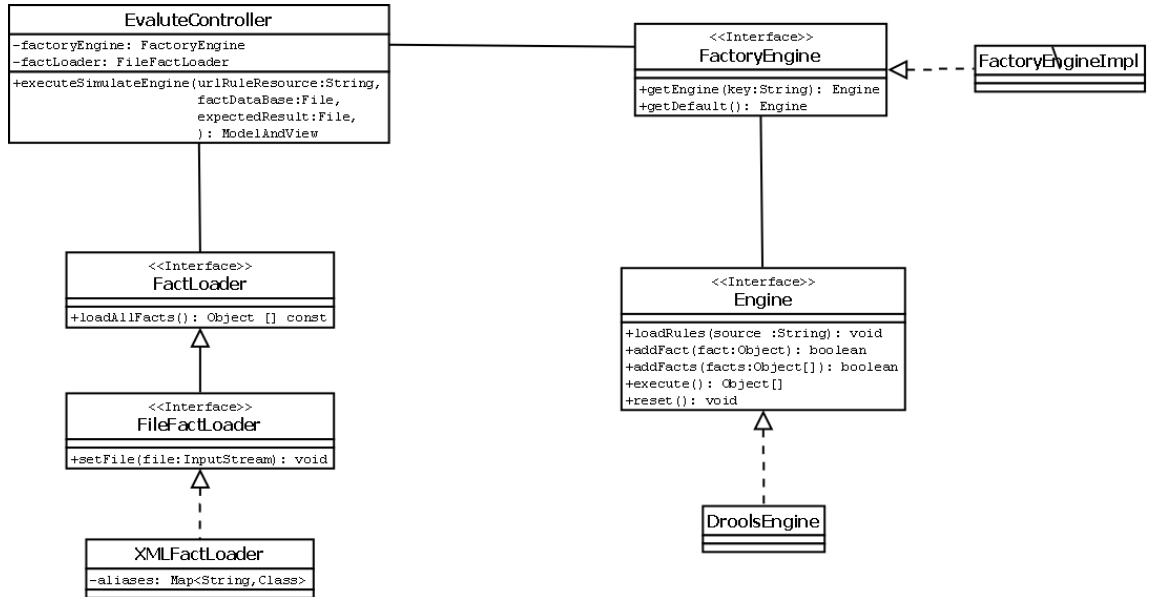 EvaluteController
-factoryEngine: FactoryEngine
-factLoader: FileFactLoader
+executeSimulateEngine(urlRuleResource:String,
factDataBase:File,
expectedResult:File,
): ModelAndView
<<Interface>>
FactoryEngine
+getEngine(key:String): Engine
+getDefault(): Engine
FactoryEngineImpl
<<Interface>>
FactLoader
+loadAllFacts(): Object [] const
<<Interface>>
Engine
+loadRules(source :String): void
+addFact(fact:Object): boolean
+addFacts(facts:Object[]): boolean
+execute(): Object[]
+reset(): void
<<Interface>>
FileFactLoader
+setFile(file:InputStream): void
DroolsEngine
XMLFactLoader
-aliases: Map<String,Class>